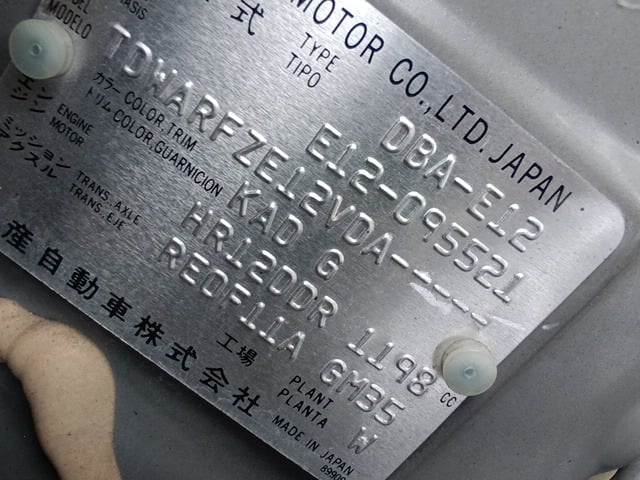 MOTOR CO.,LTD. JAPAN
式 TYPE TIPO DBA-E12
CHASIS E12-095521
MODELO TDWARFZE12VDA-----
カラー トリム COLOR,TRIM COLOR,GUARNICION KAD G
エンジン ENGINE MOTOR HR12DDR 1198 CC
ミッション アクスル TRANS. AXLE TRANS. EJE RE0F11A GM35
工場 PLANT PLANTA W
産自動車株式会社 MADE IN JAPAN